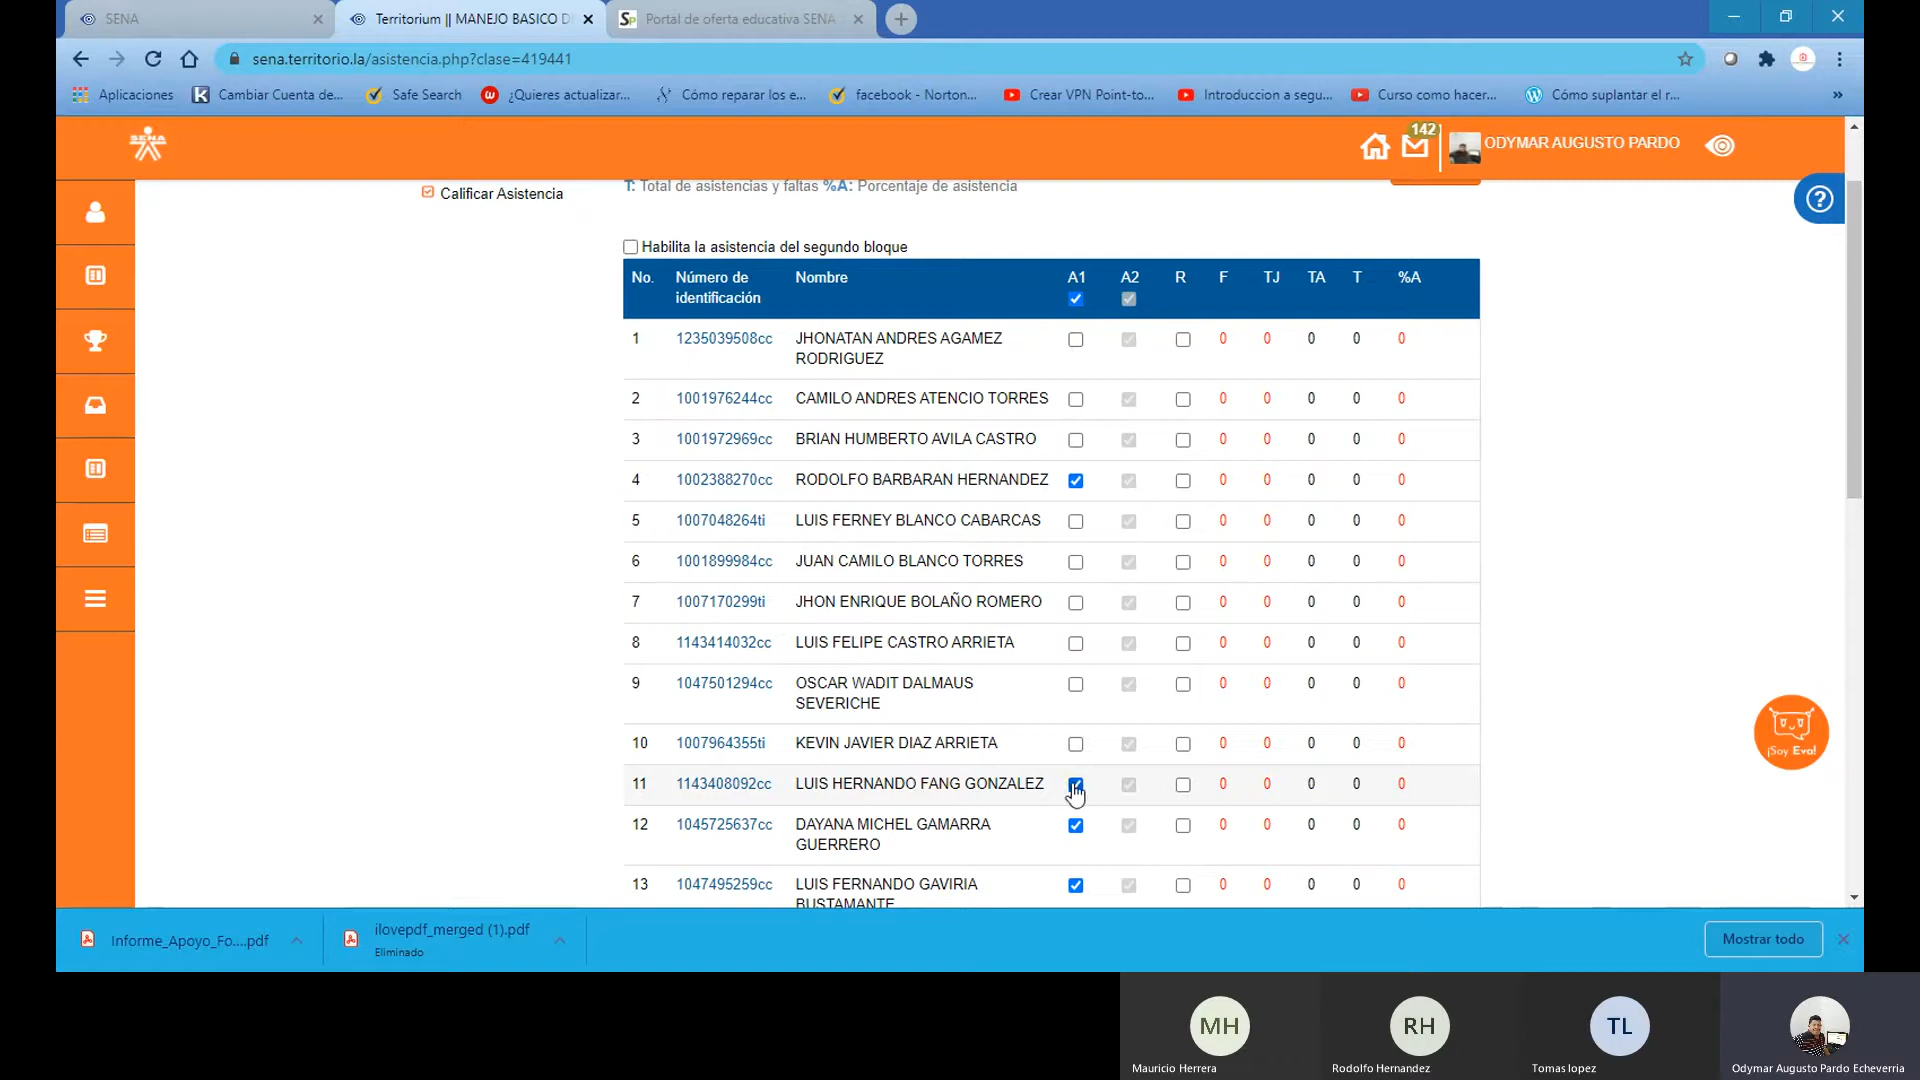 SENA
Territorium || MANEJO BASICO D
Portal de oferta educativa SENA
sena.territorio.la/asistencia.php?clase=419441
Aplicaciones
Cambiar Cuenta de...
Safe Search
¿Quieres actualizar...
Cómo reparar los e...
facebook - Norton...
Crear VPN Point-to...
Introduccion a segu...
Curso como hacer...
Cómo suplantar el r...
»
SENA
142
ODYMAR AUGUSTO PARDO
Calificar Asistencia
T: Total de asistencias y faltas %A: Porcentaje de asistencia
?
Habilita la asistencia del segundo bloque
No. Número de identificación Nombre A1 A2 R F TJ TA T %A
1 1235039508cc JHONATAN ANDRES AGAMEZ RODRIGUEZ 0 0 0 0 0
2 1001976244cc CAMILO ANDRES ATENCIO TORRES 0 0 0 0 0
3 1001972969cc BRIAN HUMBERTO AVILA CASTRO 0 0 0 0 0
4 1002388270cc RODOLFO BARBARAN HERNANDEZ 0 0 0 0 0
5 1007048264ti LUIS FERNEY BLANCO CABARCAS 0 0 0 0 0
6 1001899984cc JUAN CAMILO BLANCO TORRES 0 0 0 0 0
7 1007170299ti JHON ENRIQUE BOLAÑO ROMERO 0 0 0 0 0
8 1143414032cc LUIS FELIPE CASTRO ARRIETA 0 0 0 0 0
9 1047501294cc OSCAR WADIT DALMAUS SEVERICHE 0 0 0 0 0
10 1007964355ti KEVIN JAVIER DIAZ ARRIETA 0 0 0 0 0
11 1143408092cc LUIS HERNANDO FANG GONZALEZ 0 0 0 0 0
12 1045725637cc DAYANA MICHEL GAMARRA GUERRERO 0 0 0 0 0
13 1047495259cc LUIS FERNANDO GAVIRIA BUSTAMANTE 0 0 0 0 0
¡Soy Eva!
Informe_Apoyo_Fo....pdf
ilovepdf_merged (1).pdf
Eliminado
Mostrar todo
MH
RH
TL
Mauricio Herrera
Rodolfo Hernandez
Tomas lopez
Odymar Augusto Pardo Echeverria